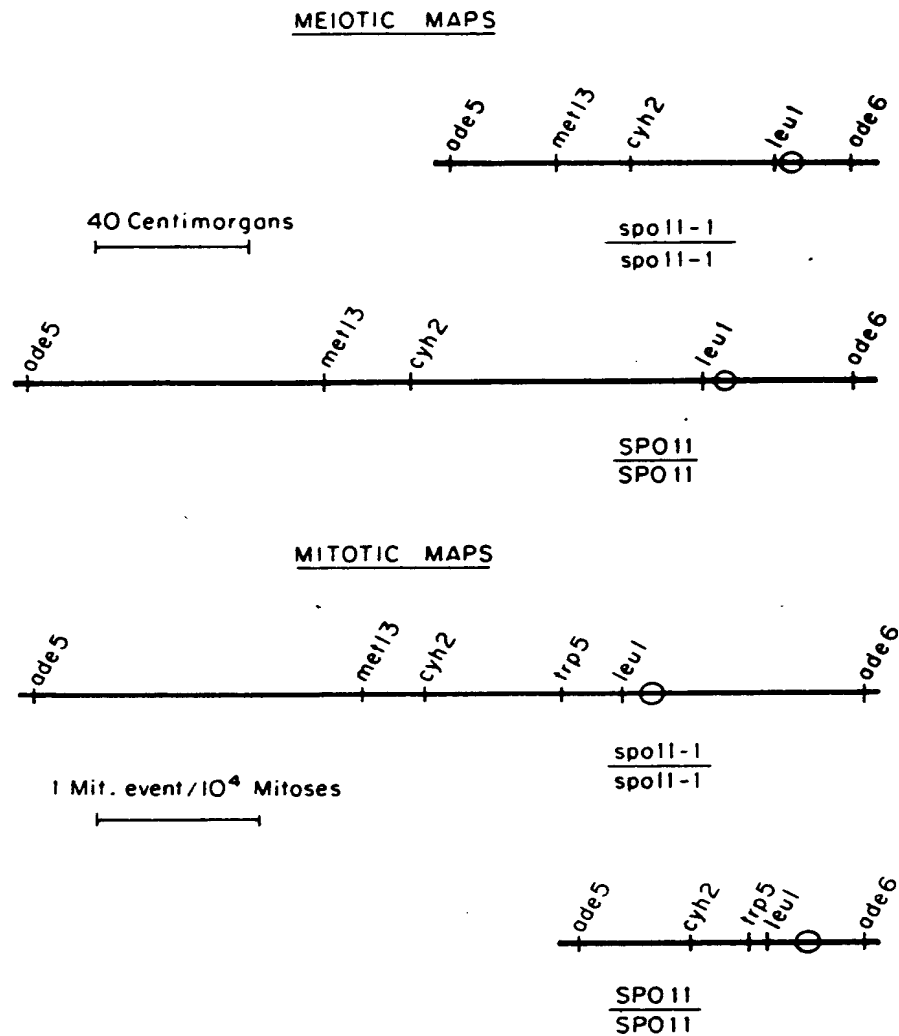 MEIOTIC MAPS
ade5 met13 cyh2 leu1 ade6
40 Centimorgans
spo11-1
spo11-1
ade5 met13 cyh2 leu1 ade6
SPO11
SPO11
MITOTIC MAPS
ade5 met13 cyh2 trp5 leu1 ade6
spo11-1
spo11-1
1 Mit. event/10⁴ Mitoses
ade5 cyh2 trp5 leu1 ade6
SPO11
SPO11